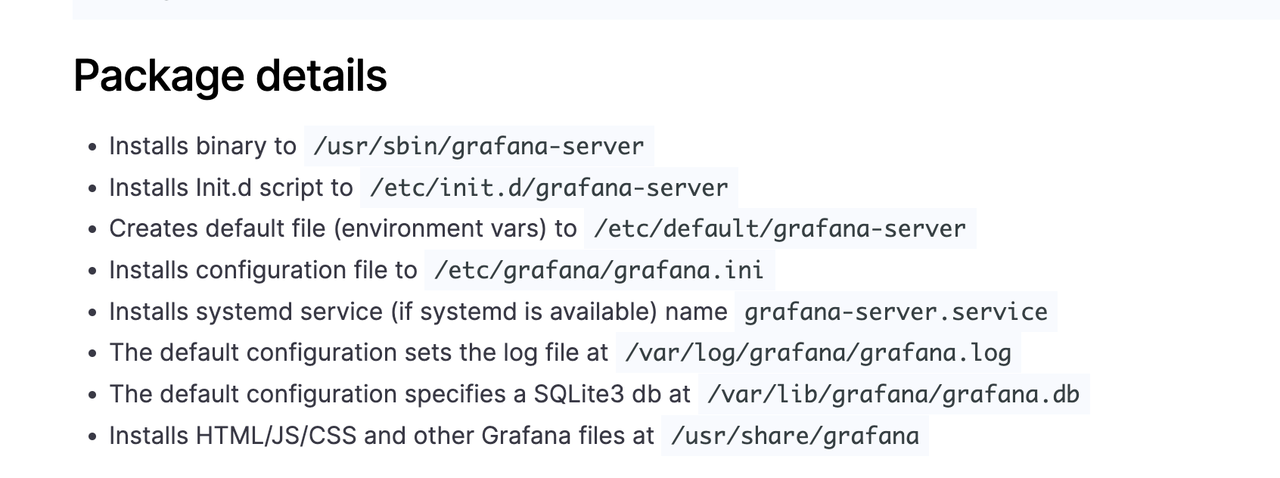 Package details
• Installs binary to /usr/sbin/grafana-server
• Installs Init.d script to /etc/init.d/grafana-server
• Creates default file (environment vars) to /etc/default/grafana-server
• Installs configuration file to /etc/grafana/grafana.ini
• Installs systemd service (if systemd is available) name grafana-server.service
• The default configuration sets the log file at /var/log/grafana/grafana.log
• The default configuration specifies a SQLite3 db at /var/lib/grafana/grafana.db
• Installs HTML/JS/CSS and other Grafana files at /usr/share/grafana